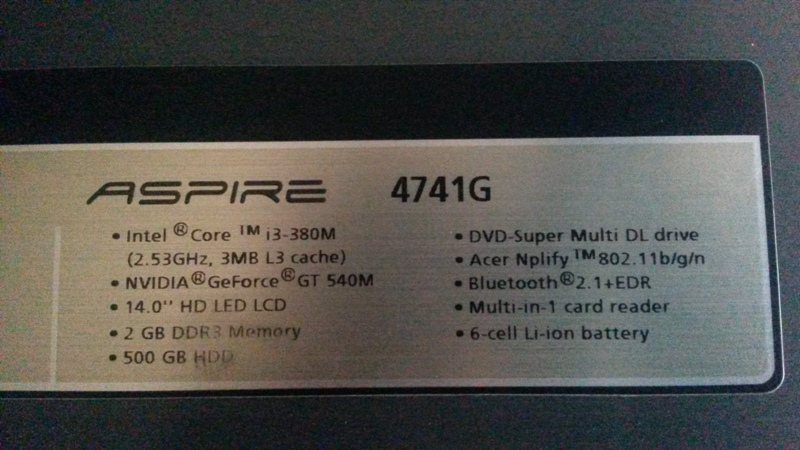 ASPIRE 4741G
• Intel ®Core ™ i3-380M
(2.53GHz, 3MB L3 cache)
• NVIDIA®GeForce®GT 540M
• 14.0'' HD LED LCD
• 2 GB DDR3 Memory
• 500 GB HDD
• DVD-Super Multi DL drive
• Acer Nplify™802.11b/g/n
• Bluetooth®2.1+EDR
• Multi-in-1 card reader
• 6-cell Li-ion battery